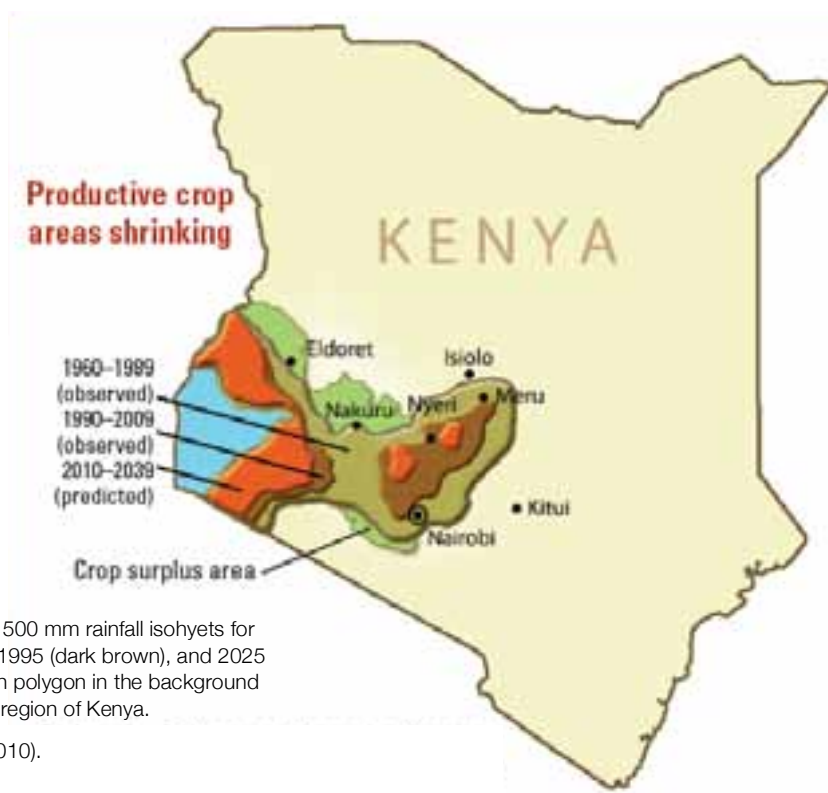 Productive crop
areas shrinking
KENYA
1960–1989
(observed)
1990–2009
(observed)
2010–2039
(predicted)
Eldoret
Isiolo
Nakuru
Nyeri
Meru
Kitui
Nairobi
Crop surplus area
500 mm rainfall isohyets for
1995 (dark brown), and 2025
polygon in the background
region of Kenya.
010).